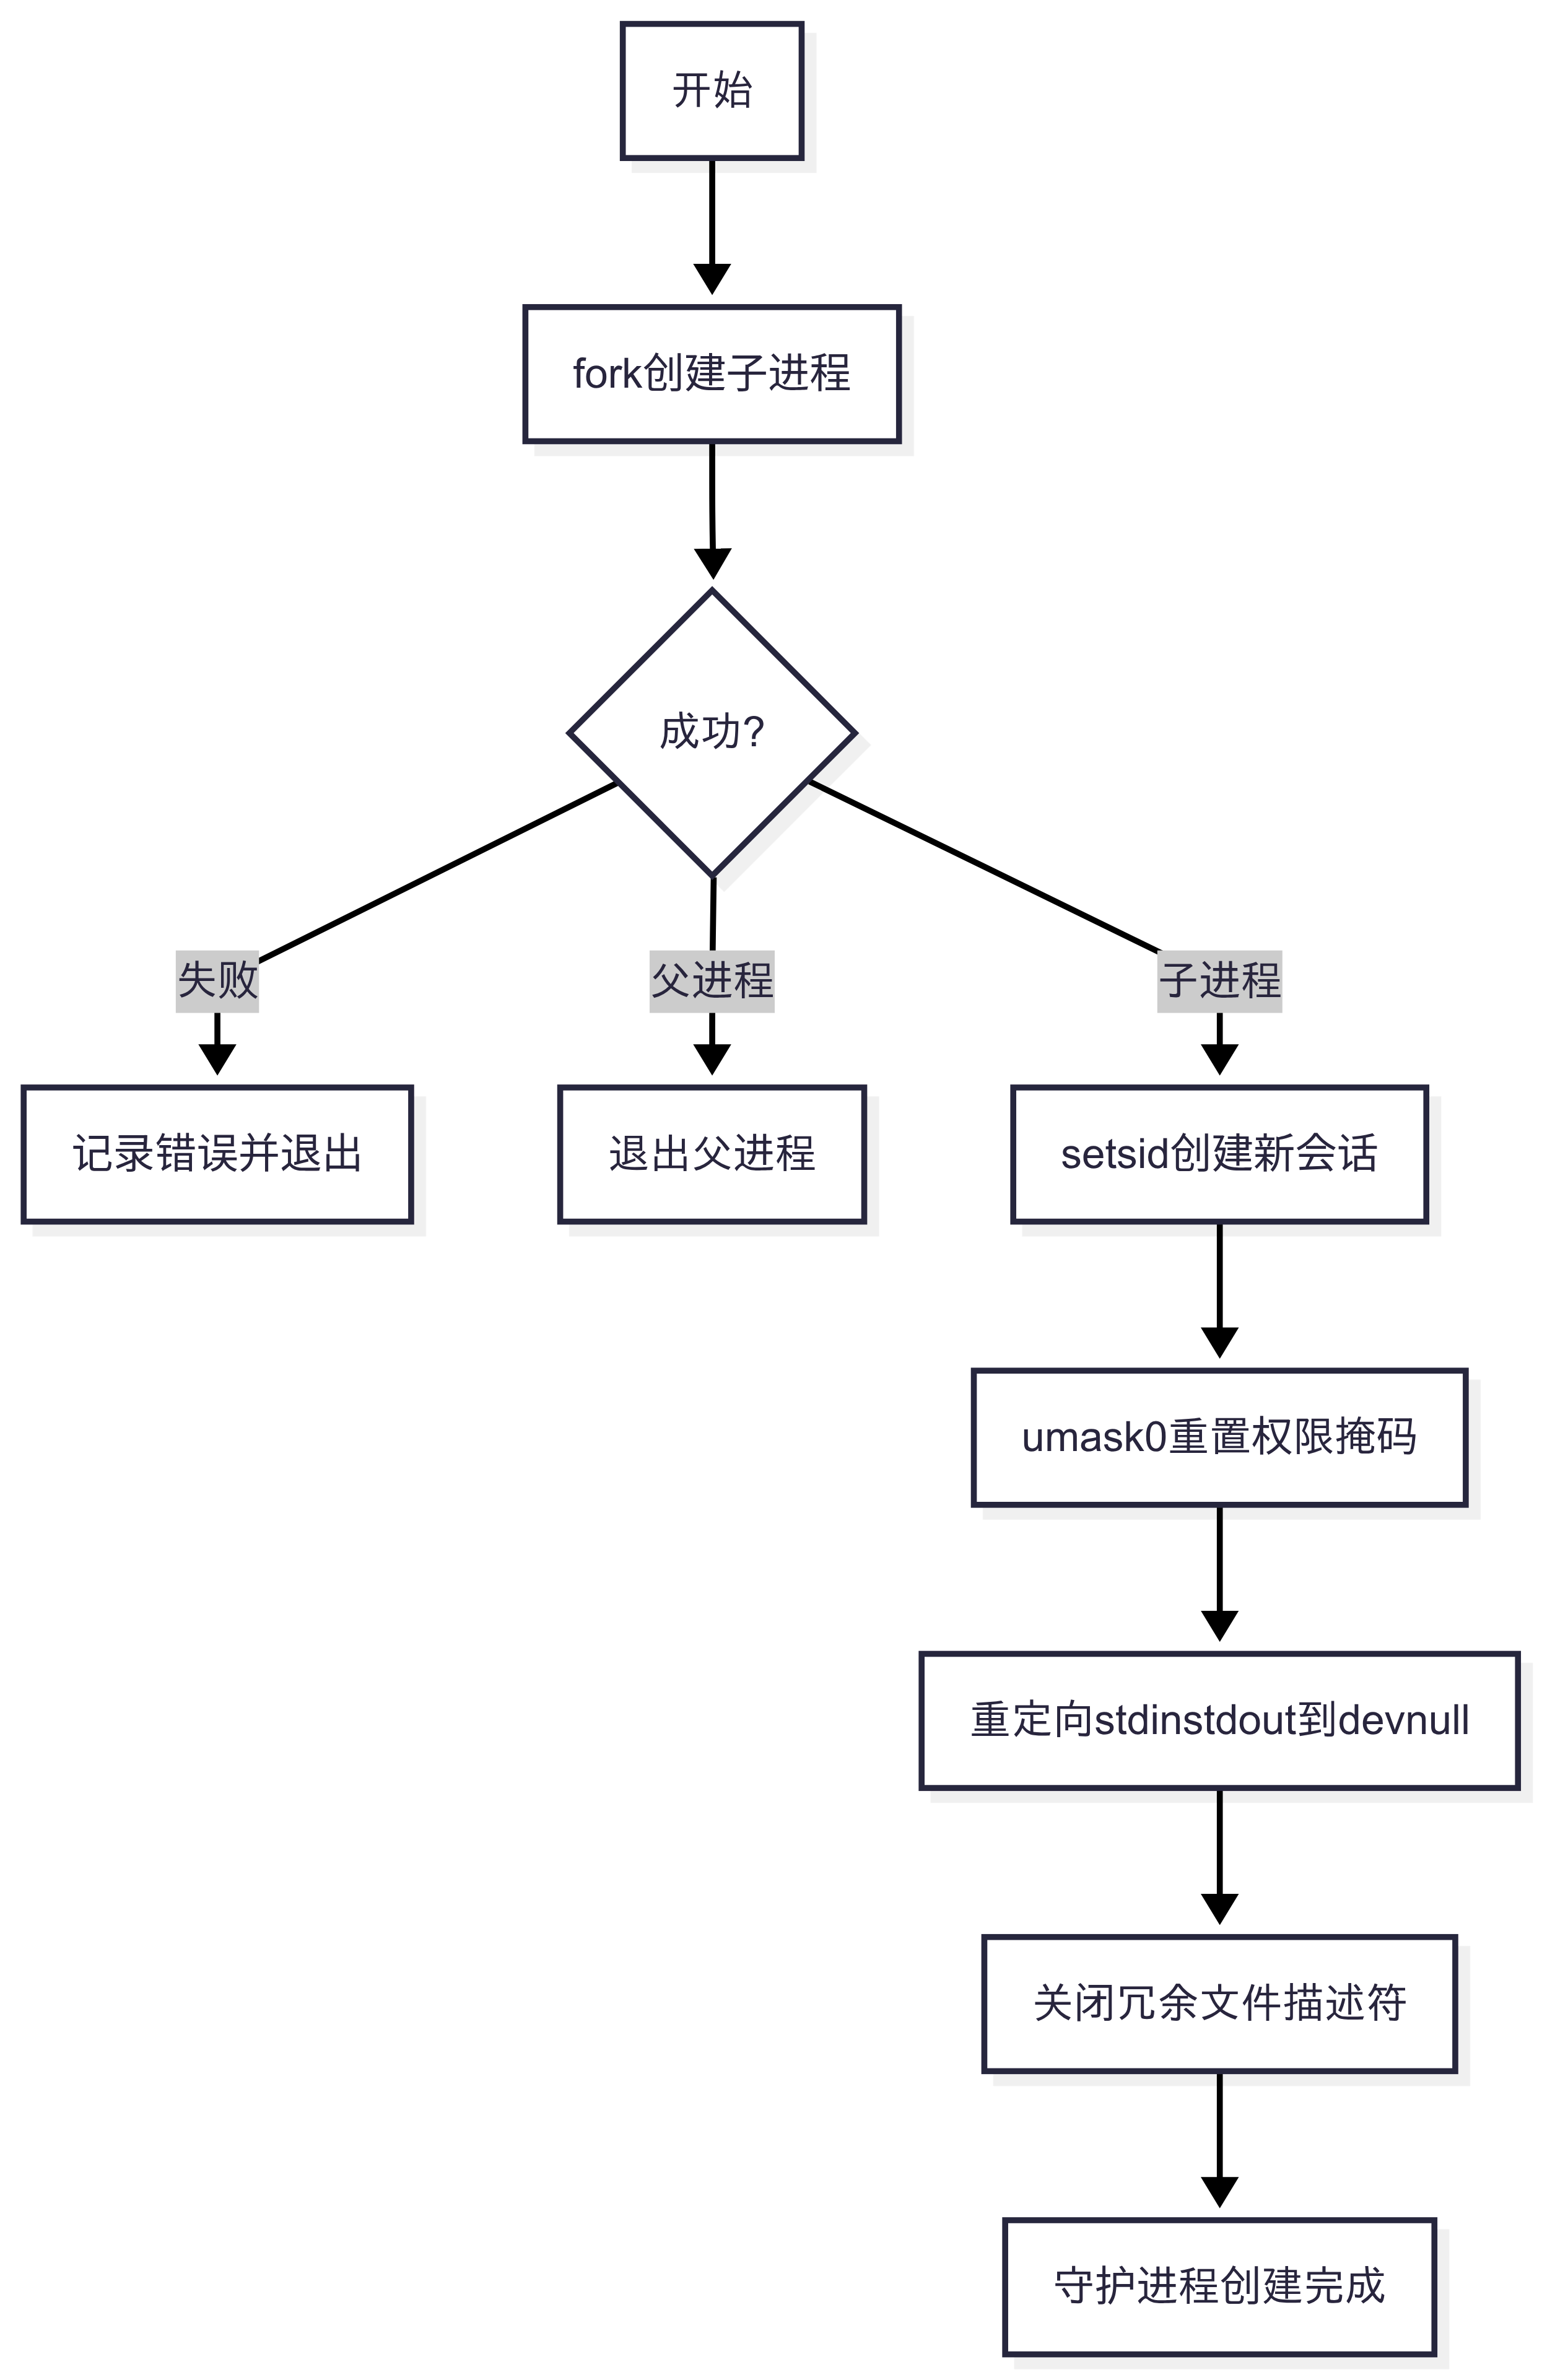 开始
fork创建子进程
成功?
失败
父进程
子进程
记录错误并退出
退出父进程
setsid创建新会话
umask0重置权限掩码
重定向stdinstdout到devnull
关闭冗余文件描述符
守护进程创建完成